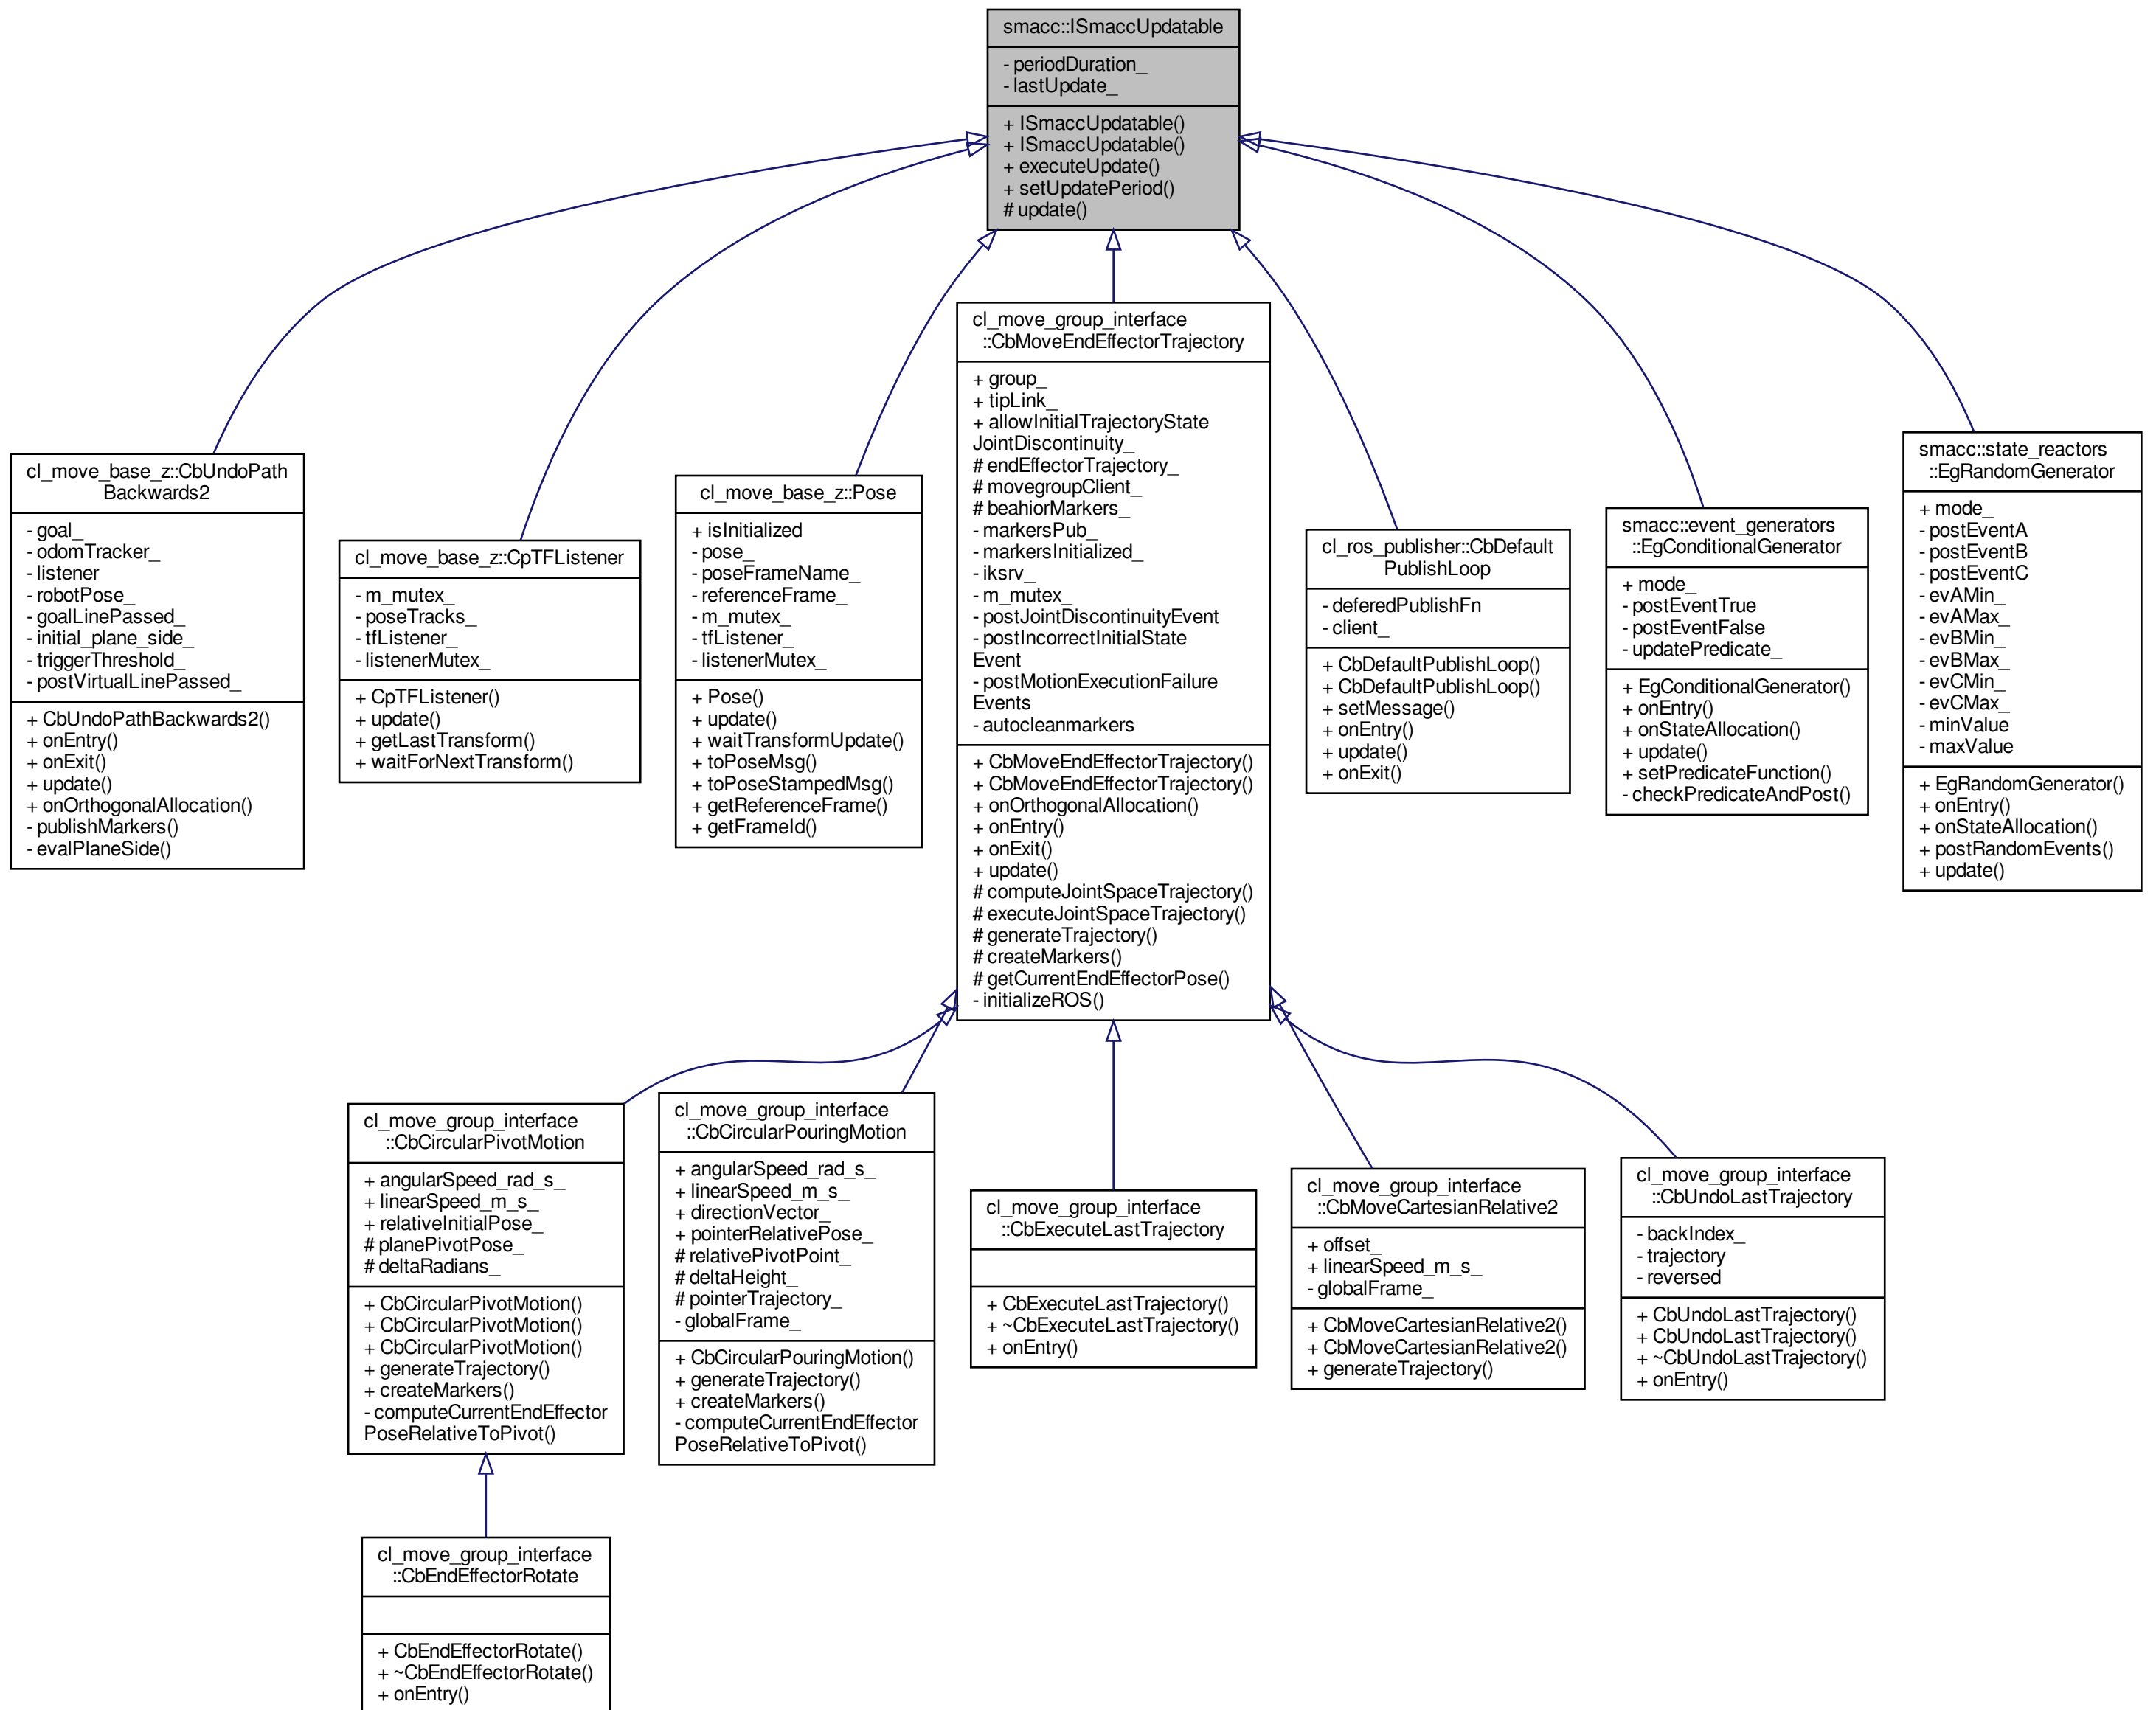 smacc::ISmaccUpdatable
- periodDuration_
- lastUpdate_
+ ISmaccUpdatable()
+ ISmaccUpdatable()
+ executeUpdate()
+ setUpdatePeriod()
# update()
cl_move_base_z::CbUndoPath
Backwards2
- goal_
- odomTracker_
- listener
- robotPose_
- goalLinePassed_
- initial_plane_side_
- triggerThreshold_
- postVirtualLinePassed_
+ CbUndoPathBackwards2()
+ onEntry()
+ onExit()
+ update()
+ onOrthogonalAllocation()
- publishMarkers()
- evalPlaneSide()
cl_move_base_z::CpTFListener
- m_mutex_
- poseTracks_
- tfListener_
- listenerMutex_
+ CpTFListener()
+ update()
+ getLastTransform()
+ waitForNextTransform()
cl_move_base_z::Pose
+ isInitialized
- pose_
- poseFrameName_
- referenceFrame_
- m_mutex_
- tfListener_
- listenerMutex_
+ Pose()
+ update()
+ waitTransformUpdate()
+ toPoseMsg()
+ toPoseStampedMsg()
+ getReferenceFrame()
+ getFrameId()
cl_move_group_interface
::CbMoveEndEffectorTrajectory
+ group_
+ tipLink_
+ allowInitialTrajectoryState
JointDiscontinuity_
# endEffectorTrajectory_
# movegroupClient_
# beahiorMarkers_
- markersPub_
- markersInitialized_
- iksrv_
- m_mutex_
- postJointDiscontinuityEvent
- postIncorrectInitialState
Event
- postMotionExecutionFailure
Events
- autocleanmarkers
+ CbMoveEndEffectorTrajectory()
+ CbMoveEndEffectorTrajectory()
+ onOrthogonalAllocation()
+ onEntry()
+ onExit()
+ update()
# computeJointSpaceTrajectory()
# executeJointSpaceTrajectory()
# generateTrajectory()
# createMarkers()
# getCurrentEndEffectorPose()
- initializeROS()
cl_ros_publisher::CbDefault
PublishLoop
- deferedPublishFn
- client_
+ CbDefaultPublishLoop()
+ CbDefaultPublishLoop()
+ setMessage()
+ onEntry()
+ update()
+ onExit()
smacc::event_generators
::EgConditionalGenerator
+ mode_
- postEventTrue
- postEventFalse
- updatePredicate_
+ EgConditionalGenerator()
+ onEntry()
+ onStateAllocation()
+ update()
+ setPredicateFunction()
- checkPredicateAndPost()
smacc::state_reactors
::EgRandomGenerator
+ mode_
- postEventA
- postEventB
- postEventC
- evAMin_
- evAMax_
- evBMin_
- evBMax_
- evCMin_
- evCMax_
- minValue
- maxValue
+ EgRandomGenerator()
+ onEntry()
+ onStateAllocation()
+ postRandomEvents()
+ update()
cl_move_group_interface
::CbCircularPivotMotion
+ angularSpeed_rad_s_
+ linearSpeed_m_s_
+ relativeInitialPose_
# planePivotPose_
# deltaRadians_
+ CbCircularPivotMotion()
+ CbCircularPivotMotion()
+ CbCircularPivotMotion()
+ generateTrajectory()
+ createMarkers()
- computeCurrentEndEffector
PoseRelativeToPivot()
cl_move_group_interface
::CbCircularPouringMotion
+ angularSpeed_rad_s_
+ linearSpeed_m_s_
+ directionVector_
+ pointerRelativePose_
# relativePivotPoint_
# deltaHeight_
# pointerTrajectory_
- globalFrame_
+ CbCircularPouringMotion()
+ generateTrajectory()
+ createMarkers()
- computeCurrentEndEffector
PoseRelativeToPivot()
cl_move_group_interface
::CbExecuteLastTrajectory
+ CbExecuteLastTrajectory()
+ ~CbExecuteLastTrajectory()
+ onEntry()
cl_move_group_interface
::CbMoveCartesianRelative2
+ offset_
+ linearSpeed_m_s_
- globalFrame_
+ CbMoveCartesianRelative2()
+ CbMoveCartesianRelative2()
+ generateTrajectory()
cl_move_group_interface
::CbUndoLastTrajectory
- backIndex_
- trajectory
- reversed
+ CbUndoLastTrajectory()
+ CbUndoLastTrajectory()
+ ~CbUndoLastTrajectory()
+ onEntry()
cl_move_group_interface
::CbEndEffectorRotate
+ CbEndEffectorRotate()
+ ~CbEndEffectorRotate()
+ onEntry()